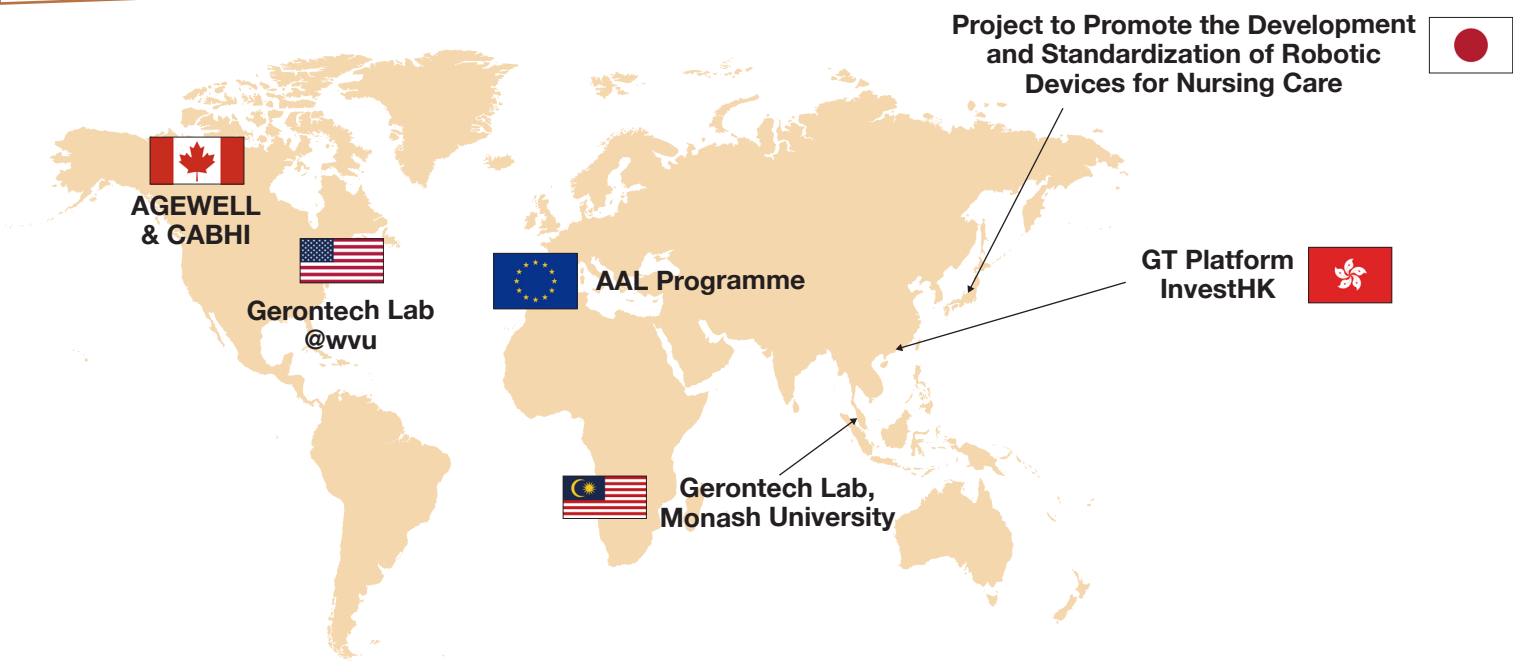 Project to Promote the Development
and Standardization of Robotic
Devices for Nursing Care
AGEWELL
& CABHI
GT Platform
InvestHK
AAL Programme
Gerontech Lab
@wvu
Gerontech Lab,
Monash University